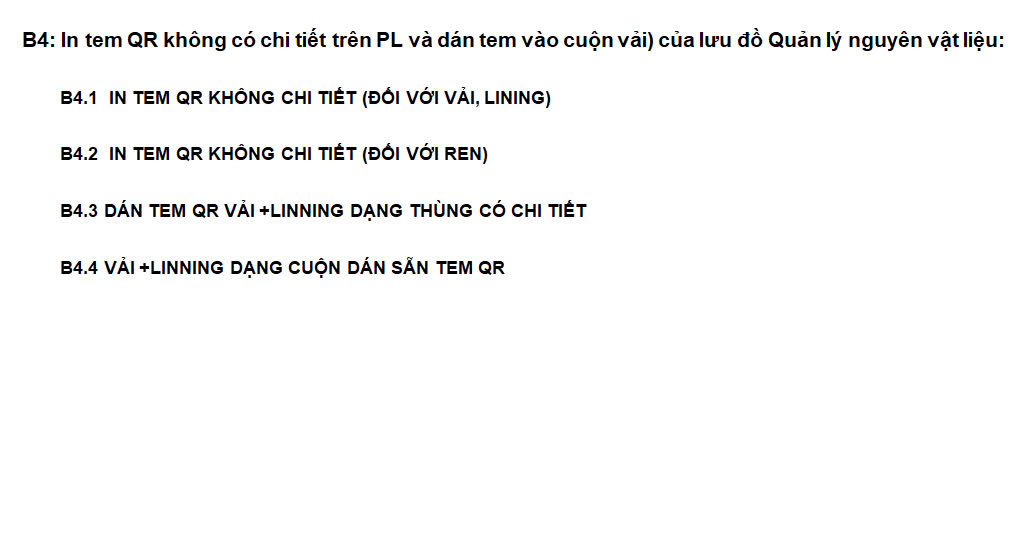 B4: In tem QR không có chi tiết trên PL và dán tem vào cuộn vải) của lưu đồ Quản lý nguyên vật liệu:
B4.1 IN TEM QR KHÔNG CHI TIẾT (ĐỐI VỚI VẢI, LINING)
B4.2 IN TEM QR KHÔNG CHI TIẾT (ĐỐI VỚI REN)
B4.3 DÁN TEM QR VẢI +LINNING DẠNG THÙNG CÓ CHI TIẾT
B4.4 VẢI +LINNING DẠNG CUỘN DÁN SẴN TEM QR